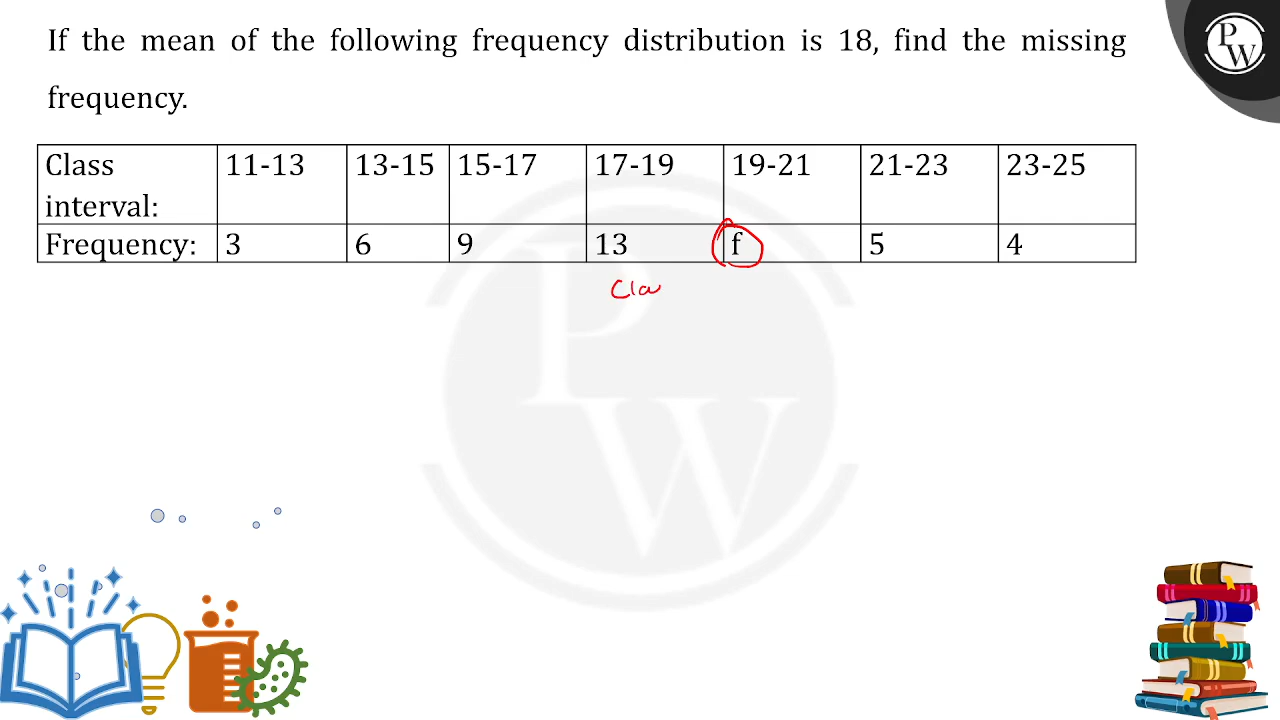 If the mean of the following frequency distribution is 18, find the missing
frequency.
Class interval: 11-13 13-15 15-17 17-19 19-21 21-23 23-25
Frequency: 3 6 9 13 f 5 4
Cla
PW
PW